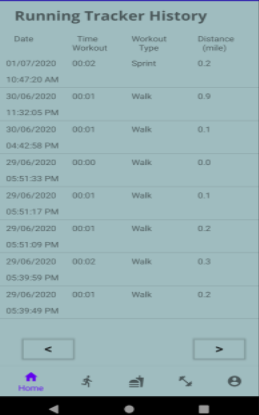 Running Tracker History
Date Time Workout Workout Type Distance (mile)
01/07/2020 00:02 Sprint 0.2
10:47:20 AM
30/06/2020 00:01 Walk 0.9
11:32:05 PM
30/06/2020 00:01 Walk 0.1
04:42:58 PM
29/06/2020 00:00 Walk 0.0
05:51:33 PM
29/06/2020 00:01 Walk 0.1
05:51:17 PM
29/06/2020 00:01 Walk 0.2
05:51:09 PM
29/06/2020 00:02 Walk 0.3
05:39:59 PM
29/06/2020 00:01 Walk 0.2
05:39:49 PM
< >
Home